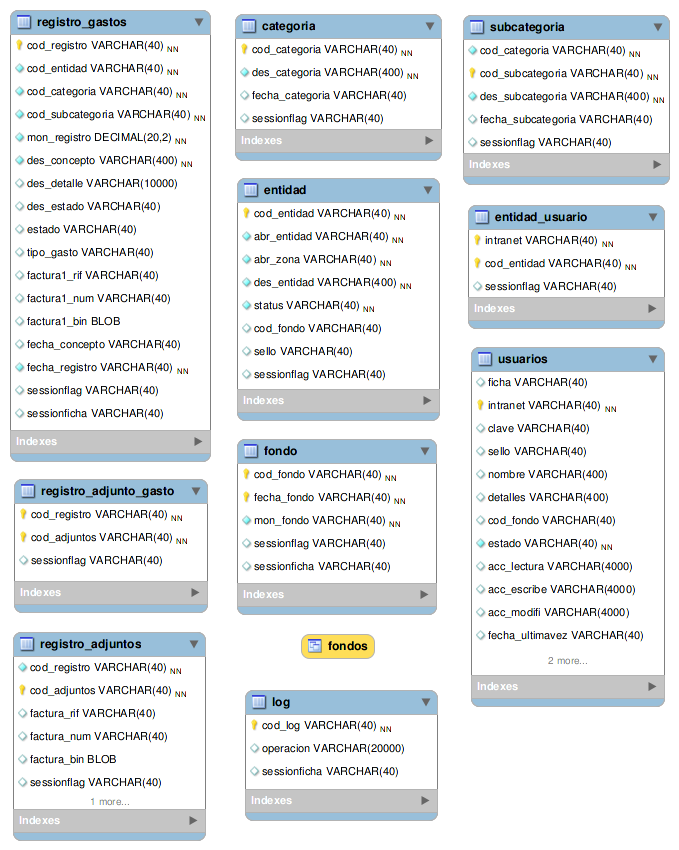 registro_gastos
cod_registro VARCHAR(40) NN
cod_entidad VARCHAR(40) NN
cod_categoria VARCHAR(40) NN
cod_subcategoria VARCHAR(40) NN
mon_registro DECIMAL(20,2) NN
des_concepto VARCHAR(400) NN
des_detalle VARCHAR(10000)
des_estado VARCHAR(40)
estado VARCHAR(40)
tipo_gasto VARCHAR(40)
factura1_rif VARCHAR(40)
factura1_num VARCHAR(40)
factura1_bin BLOB
fecha_concepto VARCHAR(40)
fecha_registro VARCHAR(40) NN
sessionflag VARCHAR(40)
sessionficha VARCHAR(40)
Indexes
registro_adjunto_gasto
cod_registro VARCHAR(40) NN
cod_adjuntos VARCHAR(40) NN
sessionflag VARCHAR(40)
Indexes
registro_adjuntos
cod_registro VARCHAR(40) NN
cod_adjuntos VARCHAR(40) NN
factura_rif VARCHAR(40)
factura_num VARCHAR(40)
factura_bin BLOB
sessionflag VARCHAR(40)
1 more...
Indexes
categoria
cod_categoria VARCHAR(40) NN
des_categoria VARCHAR(400) NN
fecha_categoria VARCHAR(40)
sessionflag VARCHAR(40)
Indexes
entidad
cod_entidad VARCHAR(40) NN
abr_entidad VARCHAR(40) NN
abr_zona VARCHAR(40) NN
des_entidad VARCHAR(400) NN
status VARCHAR(40) NN
cod_fondo VARCHAR(40)
sello VARCHAR(40)
sessionflag VARCHAR(40)
Indexes
fondo
cod_fondo VARCHAR(40) NN
fecha_fondo VARCHAR(40) NN
mon_fondo VARCHAR(40) NN
sessionflag VARCHAR(40)
sessionficha VARCHAR(40)
Indexes
fondos
log
cod_log VARCHAR(40) NN
operacion VARCHAR(20000)
sessionficha VARCHAR(40)
Indexes
subcategoria
cod_categoria VARCHAR(40) NN
cod_subcategoria VARCHAR(40) NN
des_subcategoria VARCHAR(400) NN
fecha_subcategoria VARCHAR(40)
sessionflag VARCHAR(40)
Indexes
entidad_usuario
intranet VARCHAR(40) NN
cod_entidad VARCHAR(40) NN
sessionflag VARCHAR(40)
Indexes
usuarios
ficha VARCHAR(40)
intranet VARCHAR(40) NN
clave VARCHAR(40)
sello VARCHAR(40)
nombre VARCHAR(400)
detalles VARCHAR(400)
cod_fondo VARCHAR(40)
estado VARCHAR(40) NN
acc_lectura VARCHAR(4000)
acc_escribe VARCHAR(4000)
acc_modifi VARCHAR(4000)
fecha_ultimavez VARCHAR(40)
2 more...
Indexes